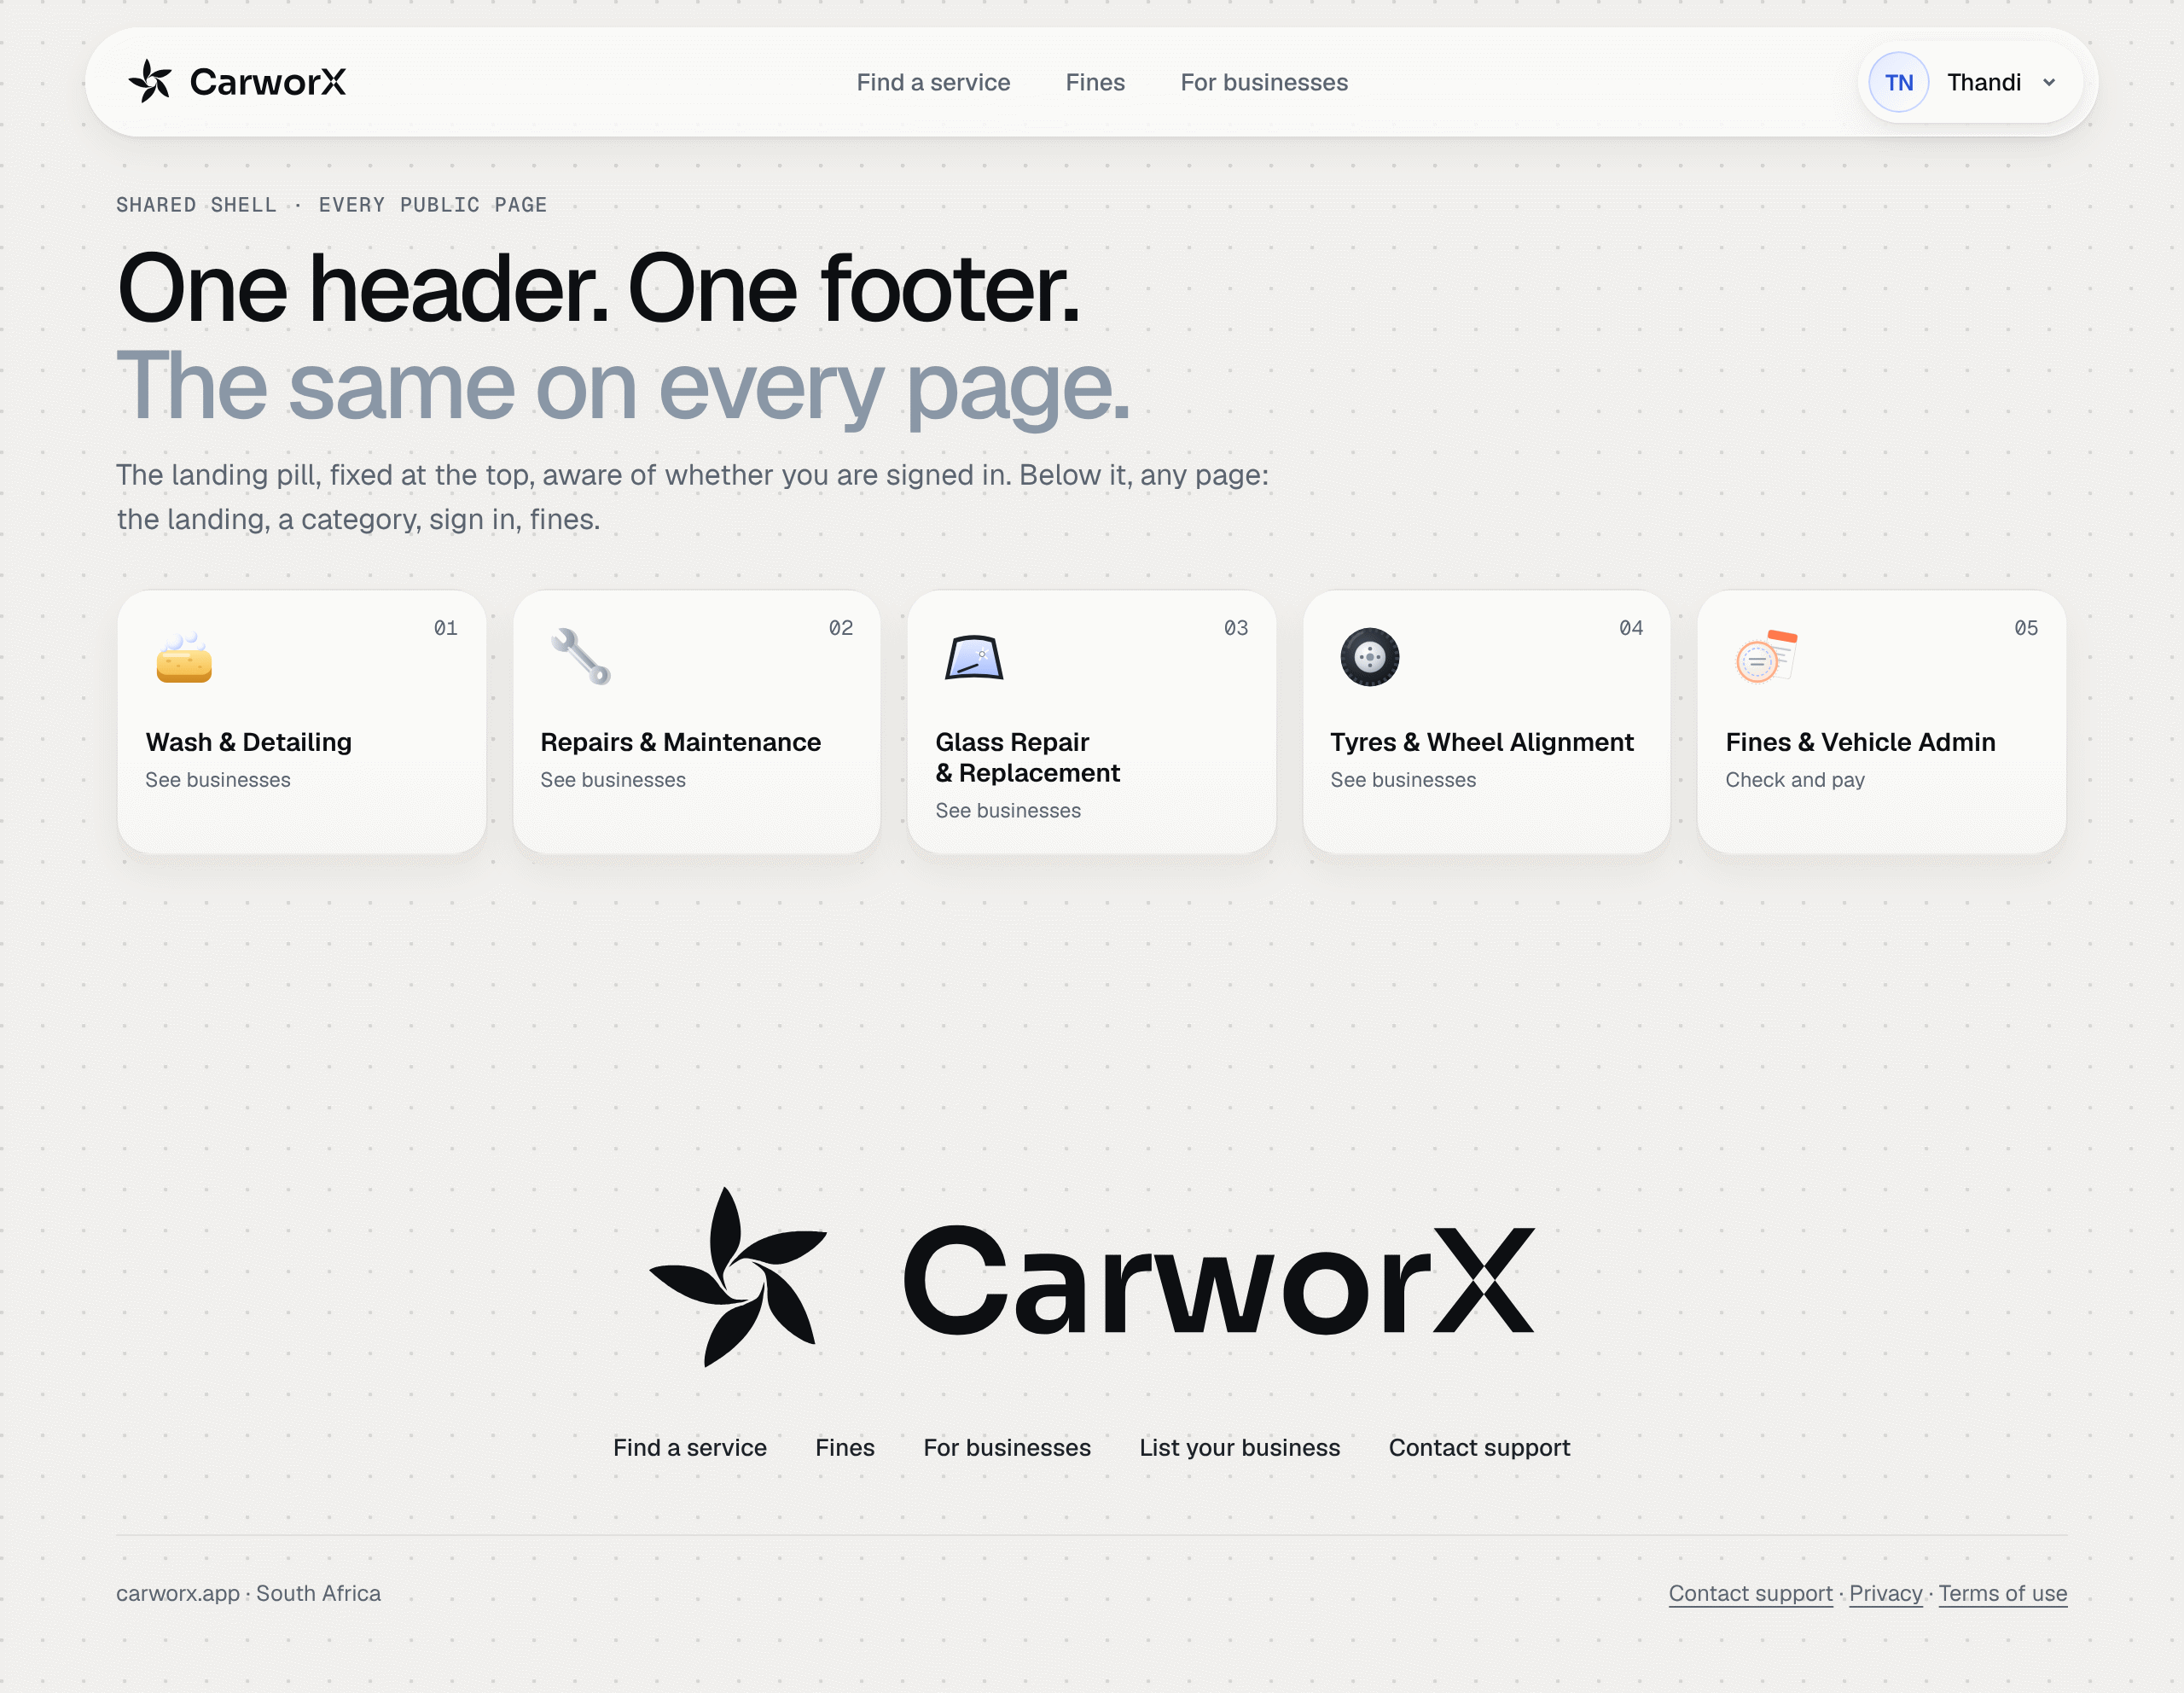 CarworX
Find a service
Fines
For businesses
TN
Thandi
SHARED SHELL · EVERY PUBLIC PAGE
One header. One footer.
The same on every page.
The landing pill, fixed at the top, aware of whether you are signed in. Below it, any page:
the landing, a category, sign in, fines.
01
Wash & Detailing
See businesses
02
Repairs & Maintenance
See businesses
03
Glass Repair
& Replacement
See businesses
04
Tyres & Wheel Alignment
See businesses
05
Fines & Vehicle Admin
Check and pay
CarworX
Find a service
Fines
For businesses
List your business
Contact support
carworx.app · South Africa
Contact support · Privacy · Terms of use